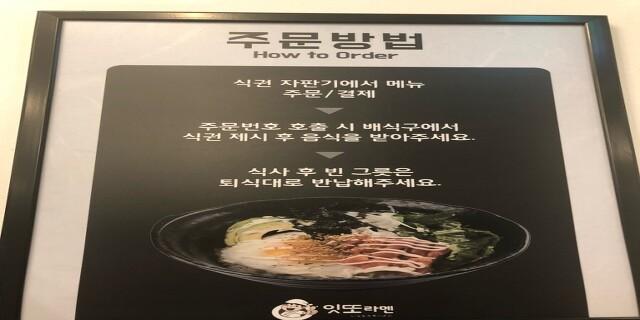 주문방법
How to Order
식권 자판기에서 메뉴
주문/결제
주문번호 호출 시 배식구에서
식권 제시 후 음식을 받아주세요.
식사 후 빈 그릇은
퇴식대로 반납해주세요.
잇또라멘